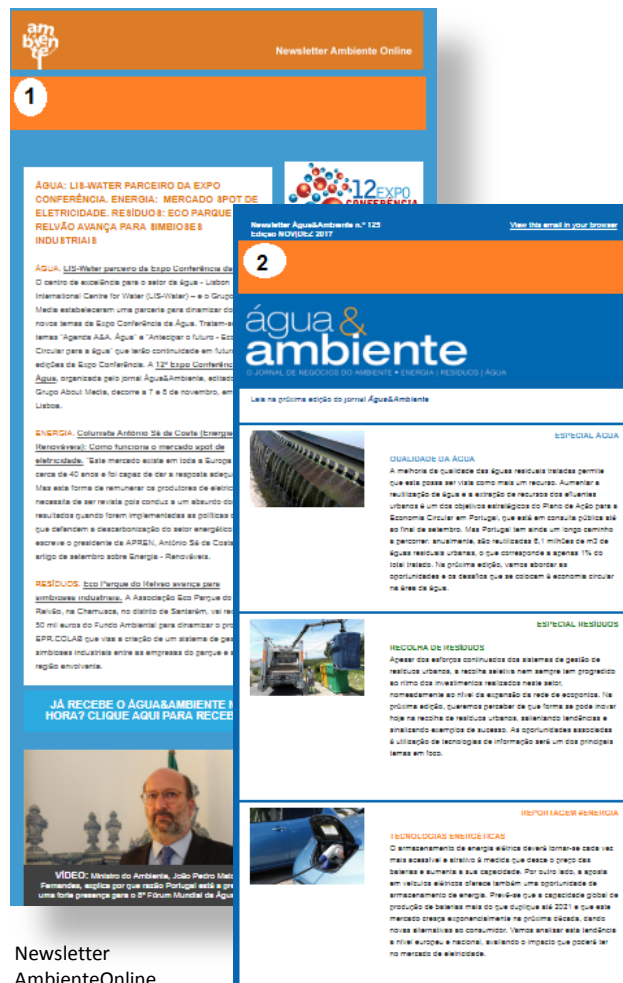 am
bien
te
Newsletter Ambiente Online
1
ÁGUA: LIS-WATER PARCEIRO DA EXPO
CONFERÊNCIA. ENERGIA: MERCADO SPOT DE
ELETRICIDADE. RESÍDUOS: ECO PARQUE
RELVÃO AVANÇA PARA SIMBIOSES
INDUSTRIAIS
12 EXPO
CONFERÊNCIA
ÁGUA. LIS-Water parceiro da Expo Conferência da
O centro de excelência para o setor da água - Lisbon
International Centre for Water (LIS-Water) – e o Grupo
Media estabeleceram uma parceria para dinamizar do
novos temas da Expo Conferência da Água. Tratam-s
temas "Agenda A&A. Água" e "Antecipar o futuro - Ec
Circular para a água" que terão continuidade em futur
edições da Expo Conferência. A 12ª Expo Conferênc
Água, organizada pelo jornal Água&Ambiente, editad
Grupo About Media, decorre a 7 e 8 de novembro, em
Lisboa.
ENERGIA. Colunista António Sá da Costa (Energia
Renováveis): Como funciona o mercado spot de
eletricidade. "Este mercado existe em toda a Europa
cerca de 40 anos e foi capaz de dar a resposta adequ
Mas esta forma de remunerar os produtores de eletric
necessita de ser revista pois conduz a um absurdo do
resultados quando forem implementadas as políticas
que defendem a descarbonização do setor energético
escreve o presidente da APREN, António Sá da Costa
artigo de setembro sobre Energia - Renováveis.
RESÍDUOS. Eco Parque do Relvão avança para
simbioses industriais. A Associação Eco Parque do
Relvão, na Chamusca, no distrito de Santarém, vai re
50 mil euros do Fundo Ambiental para dinamizar o pr
EPR.COLAB que visa a criação de um sistema de ges
simbioses industriais entre as empresas do parque e
região envolvente.
JÁ RECEBE O ÁGUA&AMBIENTE N
HORA? CLIQUE AQUI PARA RECEB
VÍDEO: Ministro do Ambiente, João Pedro Mat
Fernandes, explica por que razão Portugal está a pre
uma forte presença para o 8º Fórum Mundial da Águ
Newsletter
AmbienteOnline
Newsletter Água&Ambiente n.º 125
Edição NOV|DEZ 2017
View this email in your browser
2
água &
ambiente
O JORNAL DE NEGÓCIOS DO AMBIENTE • ENERGIA | RESÍDUOS | ÁGUA
Leia na próxima edição do jornal Água&Ambiente
ESPECIAL ÁGUA
QUALIDADE DA ÁGUA
A melhoria da qualidade das águas residuais tratadas permite
que esta possa ser vista como mais um recurso. Aumentar a
reutilização de água e a extração de recursos dos efluentes
urbanos é um dos objetivos estratégicos do Plano de Ação para a
Economia Circular em Portugal, que está em consulta pública até
ao final de setembro. Mas Portugal tem ainda um longo caminho
a percorrer: anualmente, são reutilizadas 6,1 milhões de m3 de
águas residuais urbanas, o que corresponde a apenas 1% do
total tratado. Na próxima edição, vamos abordar as
oportunidades e os desafios que se colocam à economia circular
na área da água.
ESPECIAL RESÍDUOS
RECOLHA DE RESÍDUOS
Apesar dos esforços continuados dos sistemas de gestão de
resíduos urbanos, a recolha seletiva nem sempre tem progredido
ao ritmo dos investimentos realizados neste setor,
nomeadamente ao nível da expansão da rede de ecopontos. Na
próxima edição, queremos perceber de que forma se pode inovar
hoje na recolha de resíduos urbanos, salientando tendências e
sinalizando exemplos de sucesso. As oportunidades associadas
à utilização de tecnologias de informação será um dos principais
temas em foco.
REPORTAGEM #ENERGIA
TECNOLOGIAS ENERGÉTICAS
O armazenamento de energia elétrica deverá tornar-se cada vez
mais acessível e atrativo à medida que desce o preço das
baterias e aumenta a sua capacidade. Por outro lado, a aposta
em veículos elétricos oferece também uma oportunidade de
armazenamento de energia. Prevê-se que a capacidade global de
produção de baterias mais do que duplique até 2021 e que este
mercado cresça exponencialmente na próxima década, dando
novas alternativas ao consumidor. Vamos analisar esta tendência
a nível europeu e nacional, avaliando o impacto que poderá ter
no mercado de eletricidade.